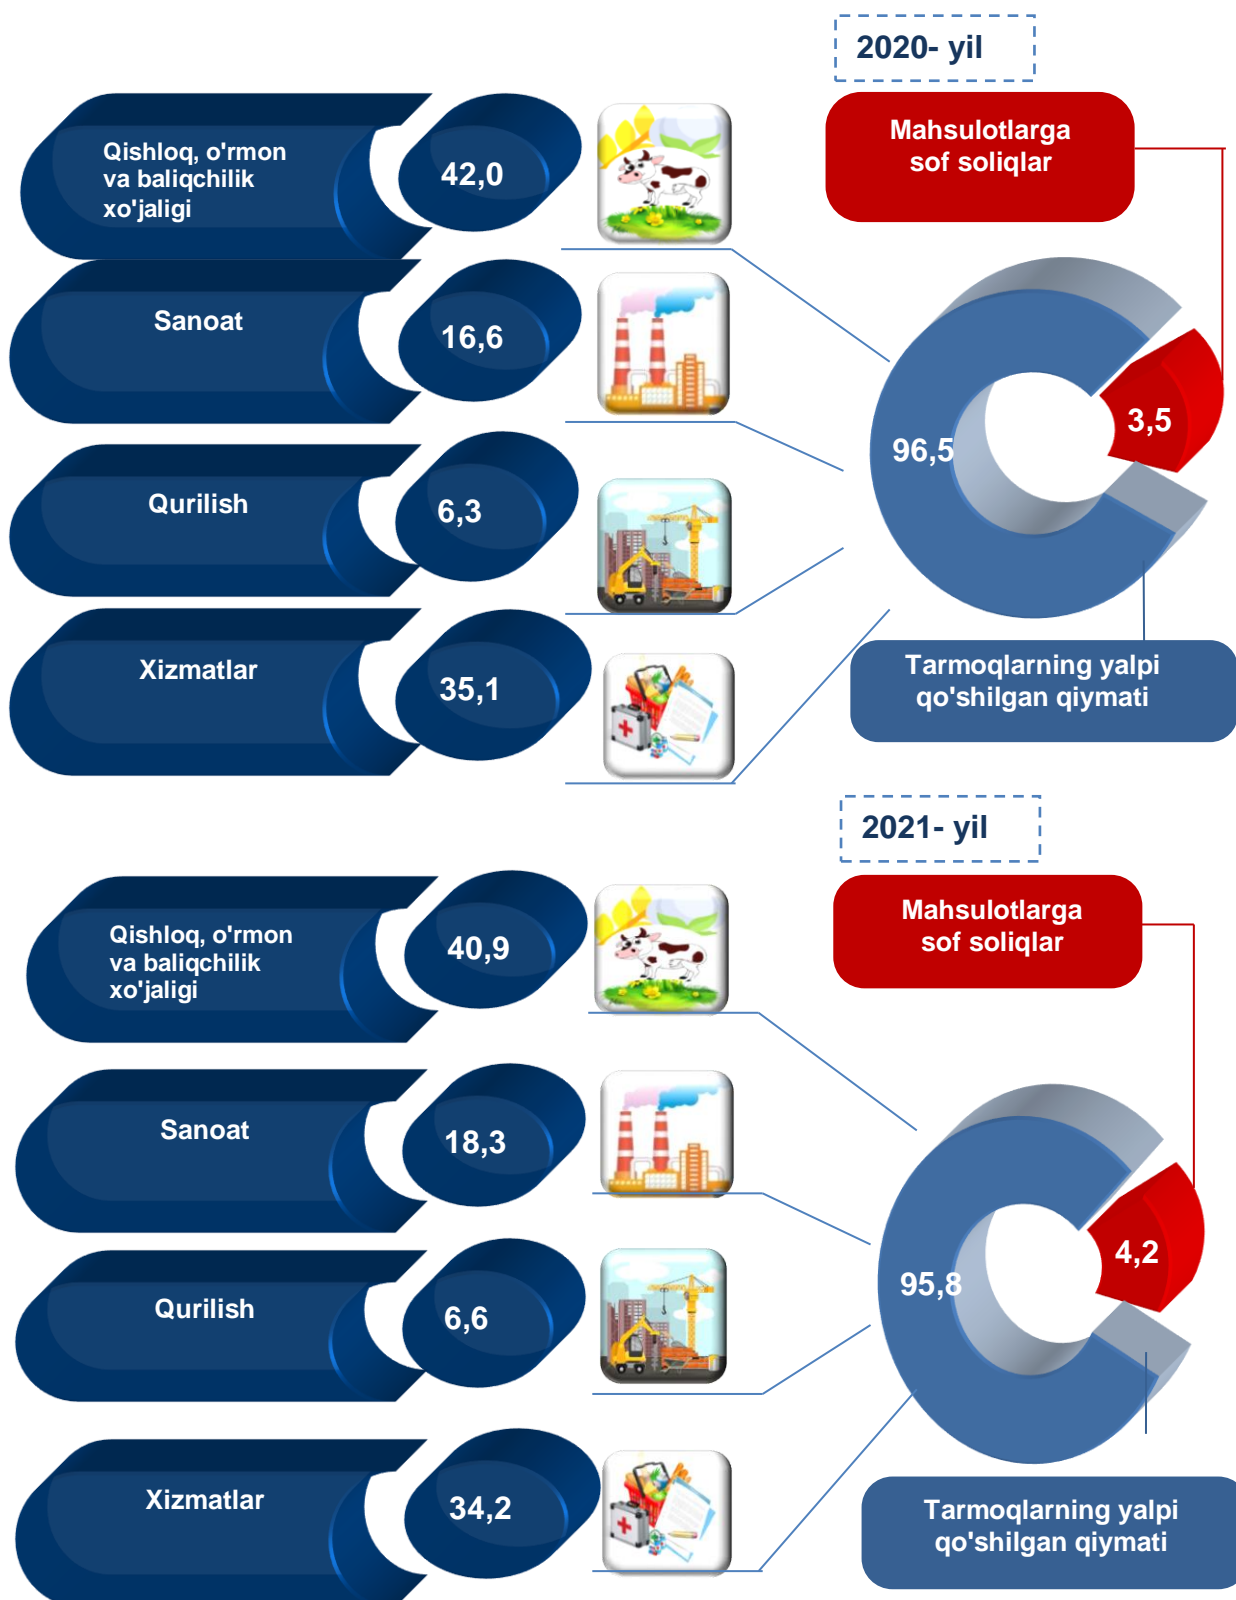 2020- yil
Mahsulotlarga
sof soliqlar
Qishloq, o'rmon
va baliqchilik
xo'jaligi
42,0
Sanoat
16,6
Qurilish
6,3
Xizmatlar
35,1
96,5
3,5
Tarmoqlarning yalpi
qo'shilgan qiymati
2021- yil
Mahsulotlarga
sof soliqlar
Qishloq, o'rmon
va baliqchilik
xo'jaligi
40,9
Sanoat
18,3
Qurilish
6,6
Xizmatlar
34,2
95,8
4,2
Tarmoqlarning yalpi
qo'shilgan qiymati